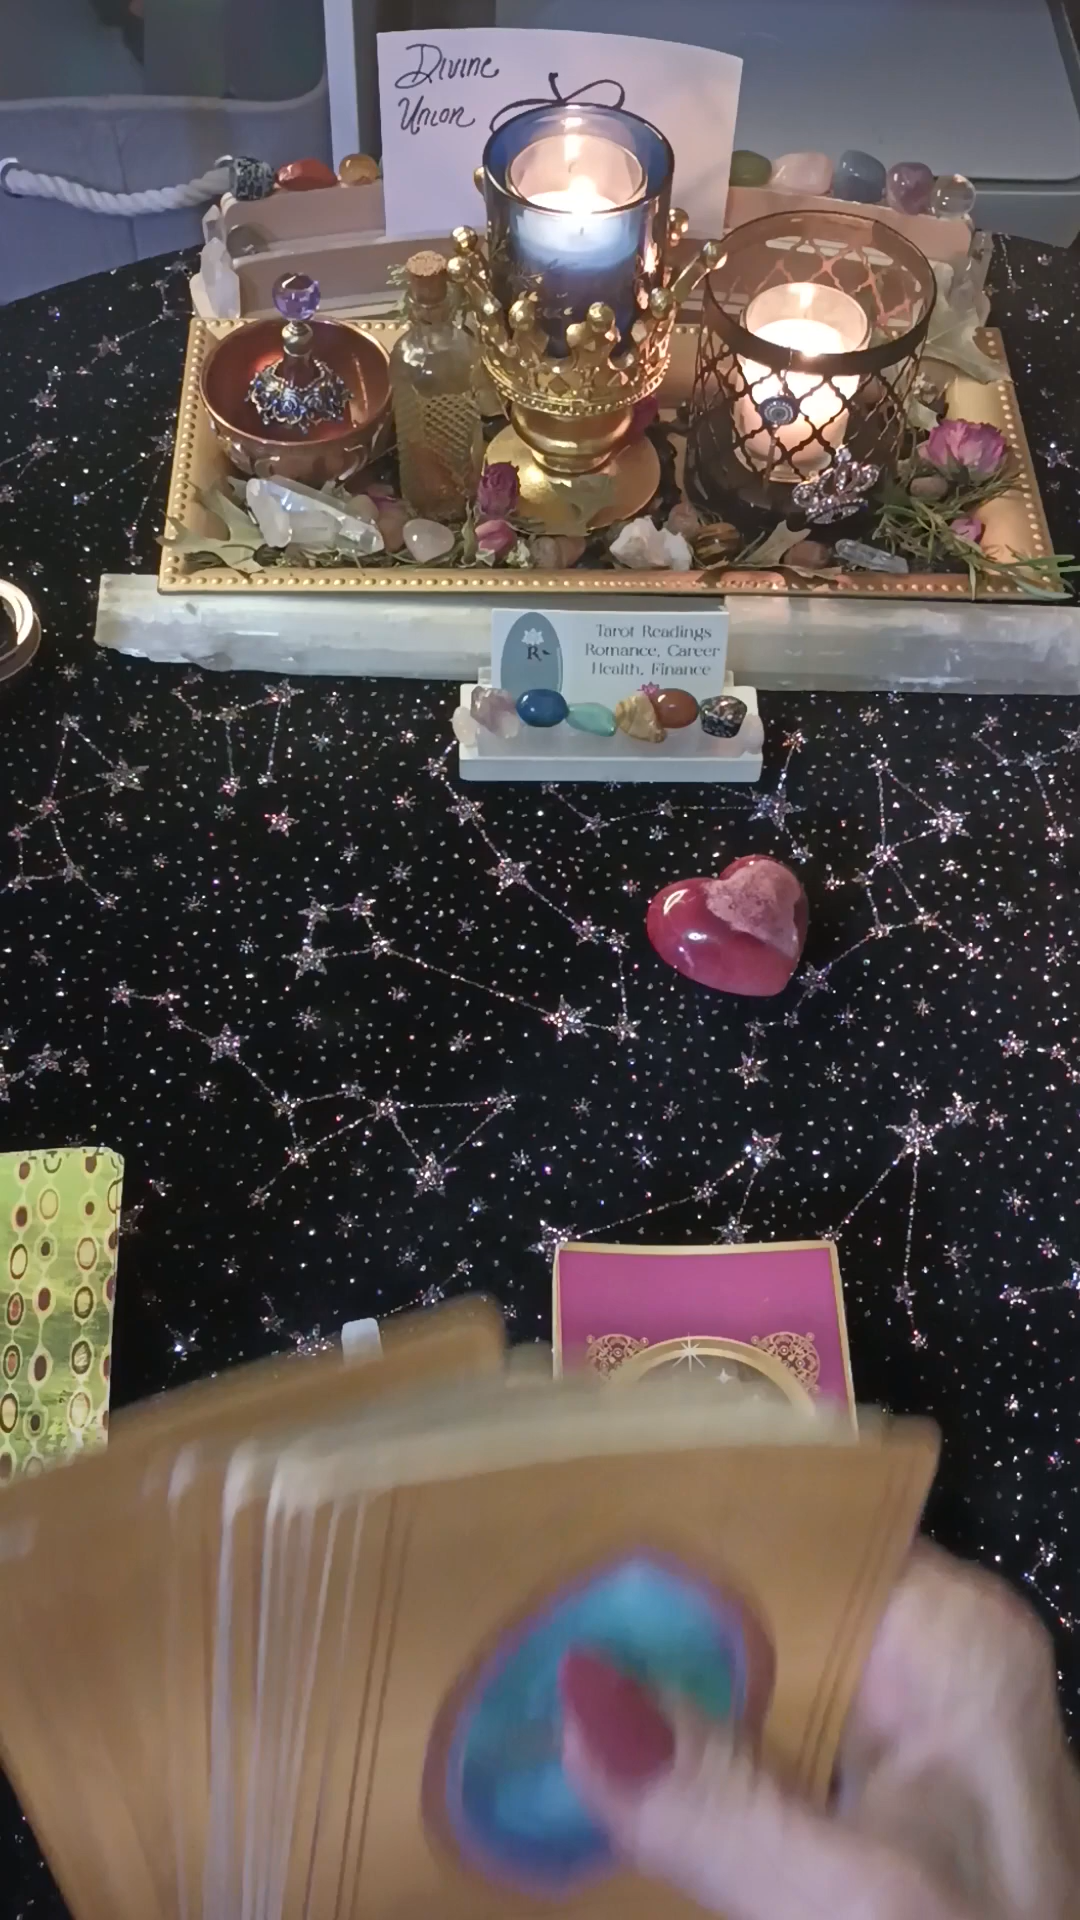 Divine
Union
Tarot Readings
Romance, Career
Health, Finance
R